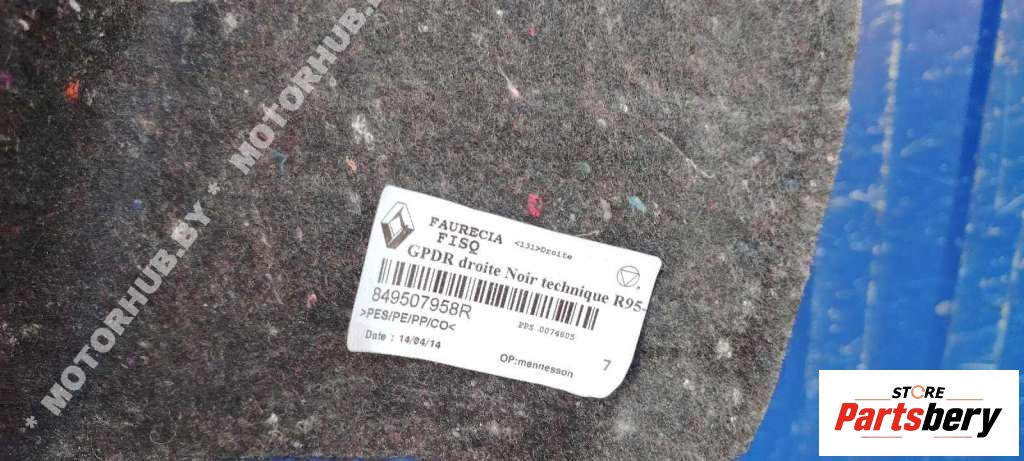 * MOTORHUB.BY * MOTORHUB.BY
FAURECIA <131>Droite
FISQ
GPDR droite Noir technique R95-
849507958R
PPS 0074605
>PES/PE/PP/CO<
Date : 14/04/14
OP:mennesson 7
STORE
Partsbery